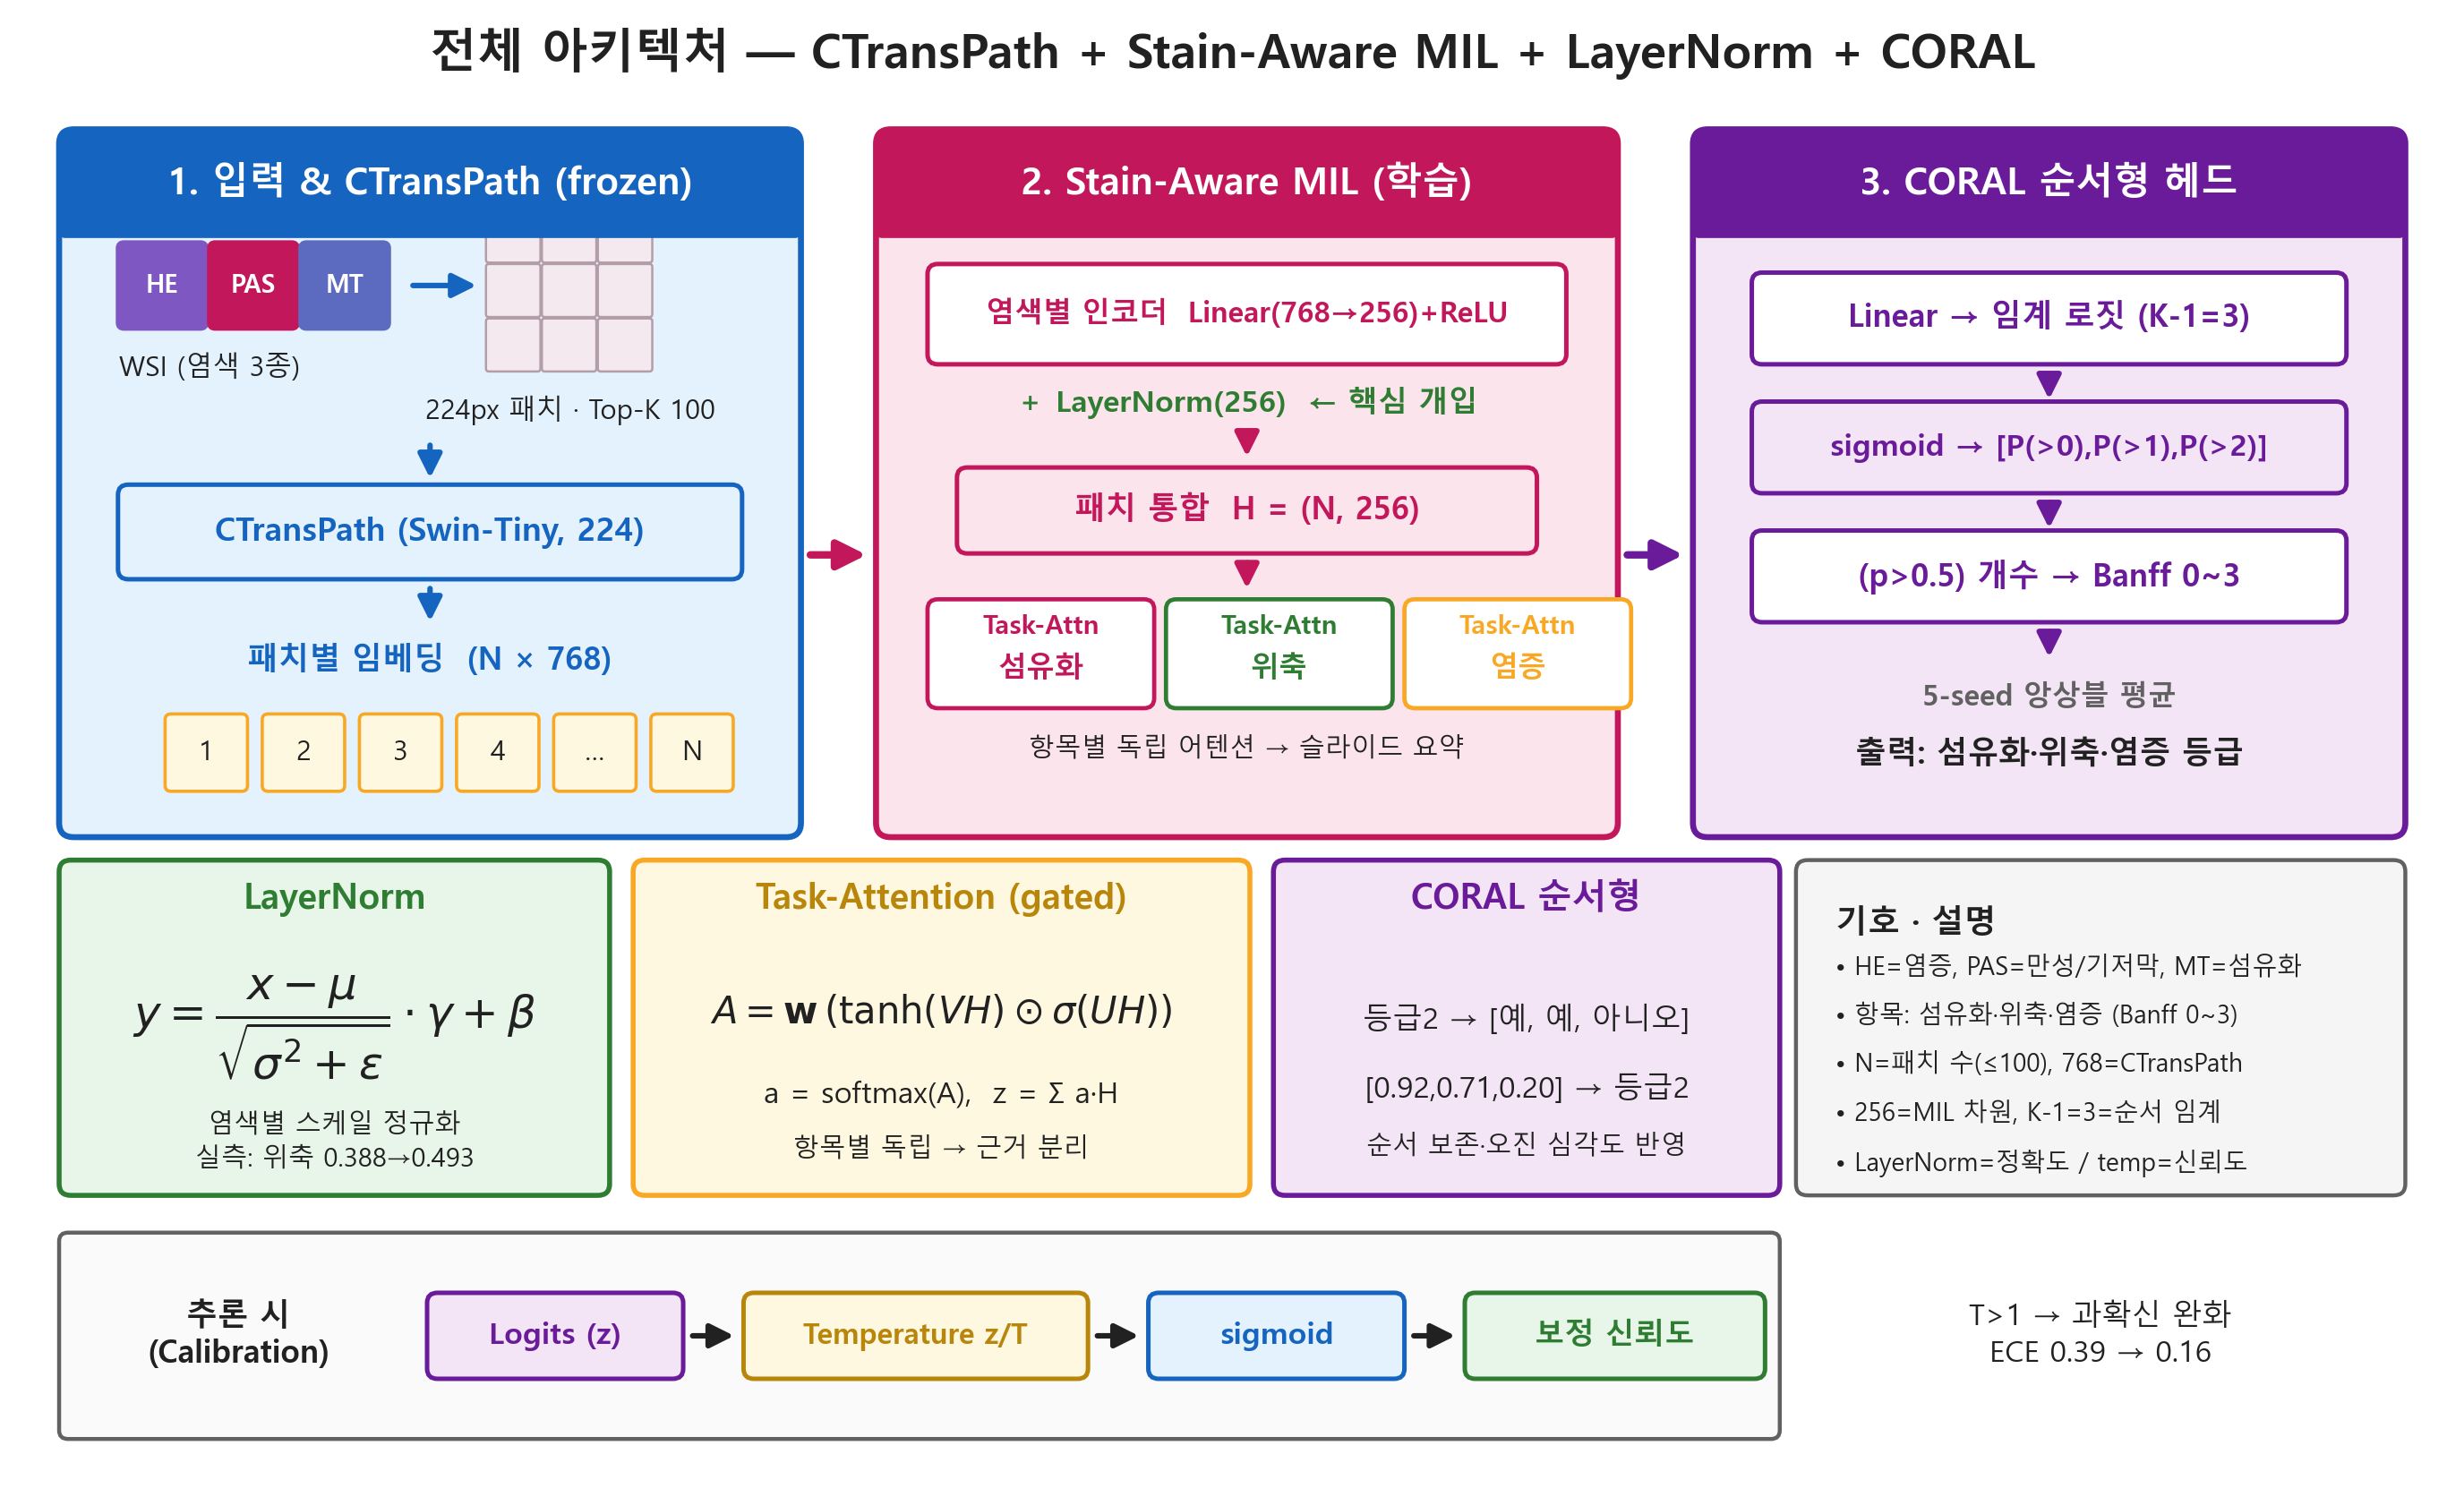 전체 아키텍처 — CTransPath + Stain-Aware MIL + LayerNorm + CORAL
1. 입력 & CTransPath (frozen)
HE PAS MT
WSI (염색 3종)
224px 패치 · Top-K 100
CTransPath (Swin-Tiny, 224)
패치별 임베딩 (N × 768)
1 2 3 4 ... N
2. Stain-Aware MIL (학습)
염색별 인코더 Linear(768→256)+ReLU
+ LayerNorm(256) ← 핵심 개입
패치 통합 H = (N, 256)
Task-Attn
섬유화
Task-Attn
위축
Task-Attn
염증
항목별 독립 어텐션 → 슬라이드 요약
3. CORAL 순서형 헤드
Linear → 임계 로짓 (K-1=3)
sigmoid → [P(>0),P(>1),P(>2)]
(p>0.5) 개수 → Banff 0~3
5-seed 앙상블 평균
출력: 섬유화·위축·염증 등급
LayerNorm
y = (x − μ) / √(σ² + ε) · γ + β
염색별 스케일 정규화
실측: 위축 0.388→0.493
Task-Attention (gated)
A = w (tanh(VH) ⊙ σ(UH))
a = softmax(A), z = Σ a·H
항목별 독립 → 근거 분리
CORAL 순서형
등급2 → [예, 예, 아니오]
[0.92,0.71,0.20] → 등급2
순서 보존·오진 심각도 반영
기호 · 설명
• HE=염증, PAS=만성/기저막, MT=섬유화
• 항목: 섬유화·위축·염증 (Banff 0~3)
• N=패치 수(≤100), 768=CTransPath
• 256=MIL 차원, K-1=3=순서 임계
• LayerNorm=정확도 / temp=신뢰도
추론 시
(Calibration)
Logits (z)
Temperature z/T
sigmoid
보정 신뢰도
T>1 → 과확신 완화
ECE 0.39 → 0.16